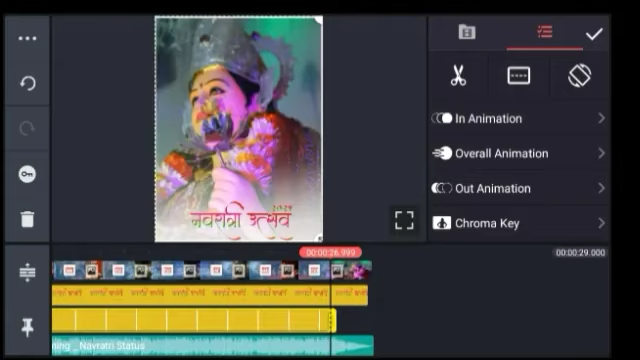 In Animation
Overall Animation
Out Animation
Chroma Key
नवरात्री उत्सव
00:00:26.999
00:00:29.000
ning _ Navratri Status